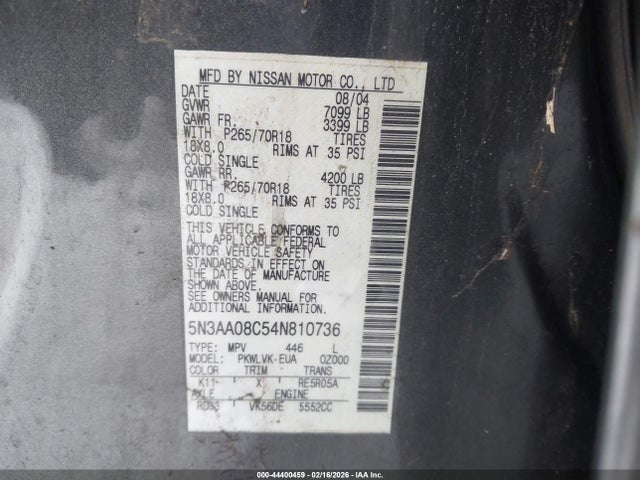 MFD BY NISSAN MOTOR CO., LTD
DATE 08/04
GVWR 7099 LB
GAWR FR. 3399 LB
WITH P265/70R18 TIRES
18X8.0 RIMS AT 35 PSI
COLD SINGLE
GAWR RR. 4200 LB
WITH P265/70R18 TIRES
18X8.0 RIMS AT 35 PSI
COLD SINGLE
THIS VEHICLE CONFORMS TO
ALL APPLICABLE FEDERAL
MOTOR VEHICLE SAFETY
STANDARDS IN EFFECT ON
THE DATE OF MANUFACTURE
SHOWN ABOVE.
SEE OWNERS MANUAL FOR
ADDITIONAL INFORMATION.
5N3AA08C54N810736
TYPE: MPV 446 L
MODEL: PKWLVK-EUA 0Z000
COLOR TRIM TRANS
K11 X RE5R05A
AXLE ENGINE
VK56DE 5552CC
000-44400459 - 02/16/2026 - © IAA Inc. All Rights Reserved.